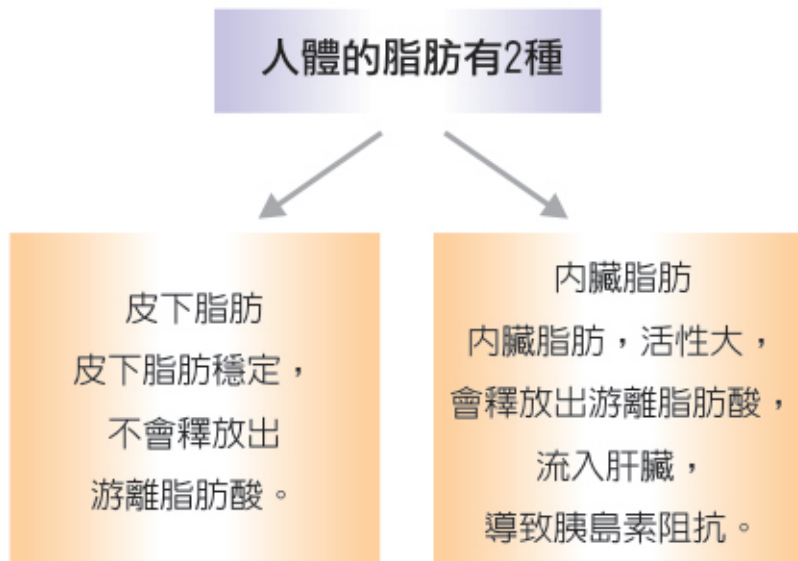 人體的脂肪有2種
皮下脂肪
皮下脂肪穩定，
不會釋放出
游離脂肪酸。
內臟脂肪
內臟脂肪，活性大，
會釋放出游離脂肪酸，
流入肝臟，
導致胰島素阻抗。